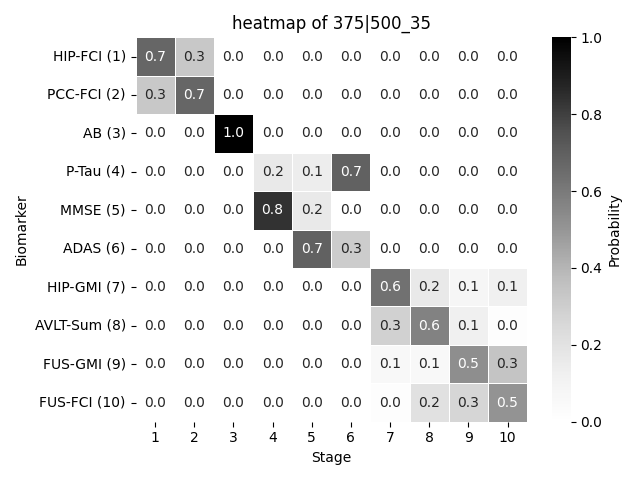 heatmap of 375|500_35
HIP-FCI (1) 0.7 0.3 0.0 0.0 0.0 0.0 0.0 0.0 0.0 0.0
PCC-FCI (2) 0.3 0.7 0.0 0.0 0.0 0.0 0.0 0.0 0.0 0.0
AB (3) 0.0 0.0 1.0 0.0 0.0 0.0 0.0 0.0 0.0 0.0
P-Tau (4) 0.0 0.0 0.0 0.2 0.1 0.7 0.0 0.0 0.0 0.0
MMSE (5) 0.0 0.0 0.0 0.8 0.2 0.0 0.0 0.0 0.0 0.0
ADAS (6) 0.0 0.0 0.0 0.0 0.7 0.3 0.0 0.0 0.0 0.0
HIP-GMI (7) 0.0 0.0 0.0 0.0 0.0 0.0 0.6 0.2 0.1 0.1
AVLT-Sum (8) 0.0 0.0 0.0 0.0 0.0 0.0 0.3 0.6 0.1 0.0
FUS-GMI (9) 0.0 0.0 0.0 0.0 0.0 0.0 0.1 0.1 0.5 0.3
FUS-FCI (10) 0.0 0.0 0.0 0.0 0.0 0.0 0.0 0.2 0.3 0.5
1 2 3 4 5 6 7 8 9 10
Stage
Biomarker
1.0
0.8
0.6
0.4
0.2
0.0
Probability